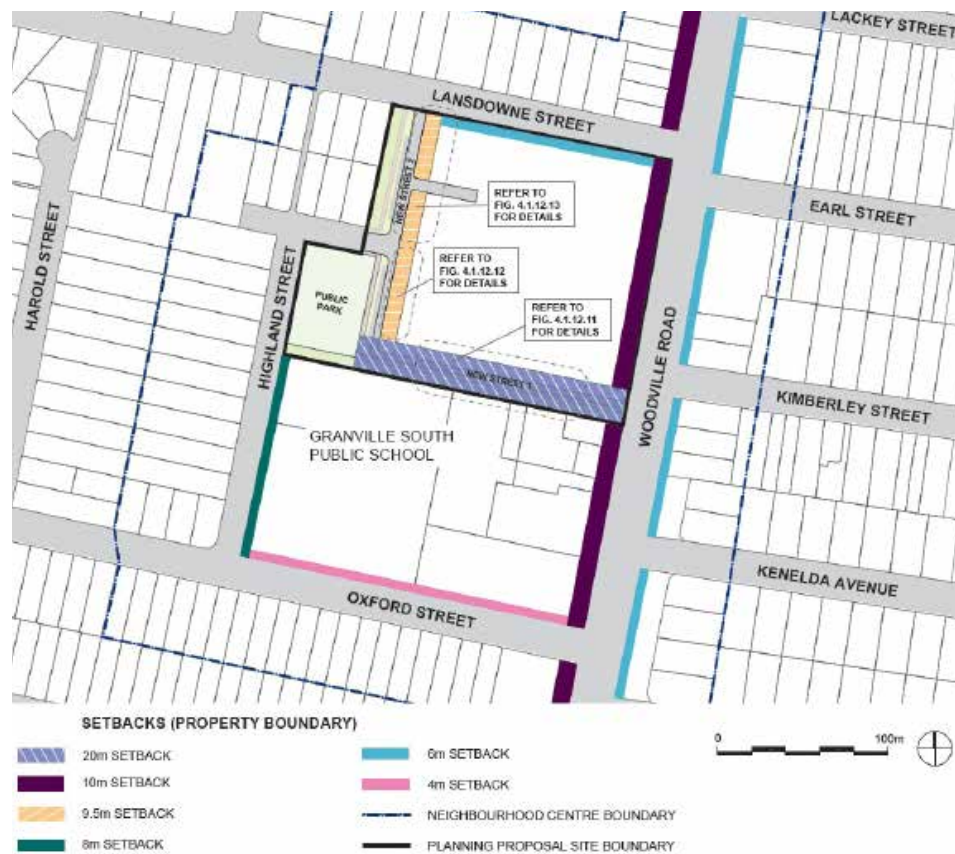 LACKEY STREET
LANSDOWNE STREET
NEW STREET 2
REFER TO
FIG. 4.1.12.13
FOR DETAILS
EARL STREET
HAROLD STREET
HIGHLAND STREET
REFER TO
FIG. 4.1.12.12
FOR DETAILS
PUBLIC
PARK
REFER TO
FIG. 4.1.12.11
FOR DETAILS
NEW STREET 1
WOODVILLE ROAD
KIMBERLEY STREET
GRANVILLE SOUTH
PUBLIC SCHOOL
KENELDA AVENUE
OXFORD STREET
SETBACKS (PROPERTY BOUNDARY)
20m SETBACK
10m SETBACK
9.5m SETBACK
8m SETBACK
6m SETBACK
4m SETBACK
NEIGHBOURHOOD CENTRE BOUNDARY
PLANNING PROPOSAL SITE BOUNDARY
0
100m